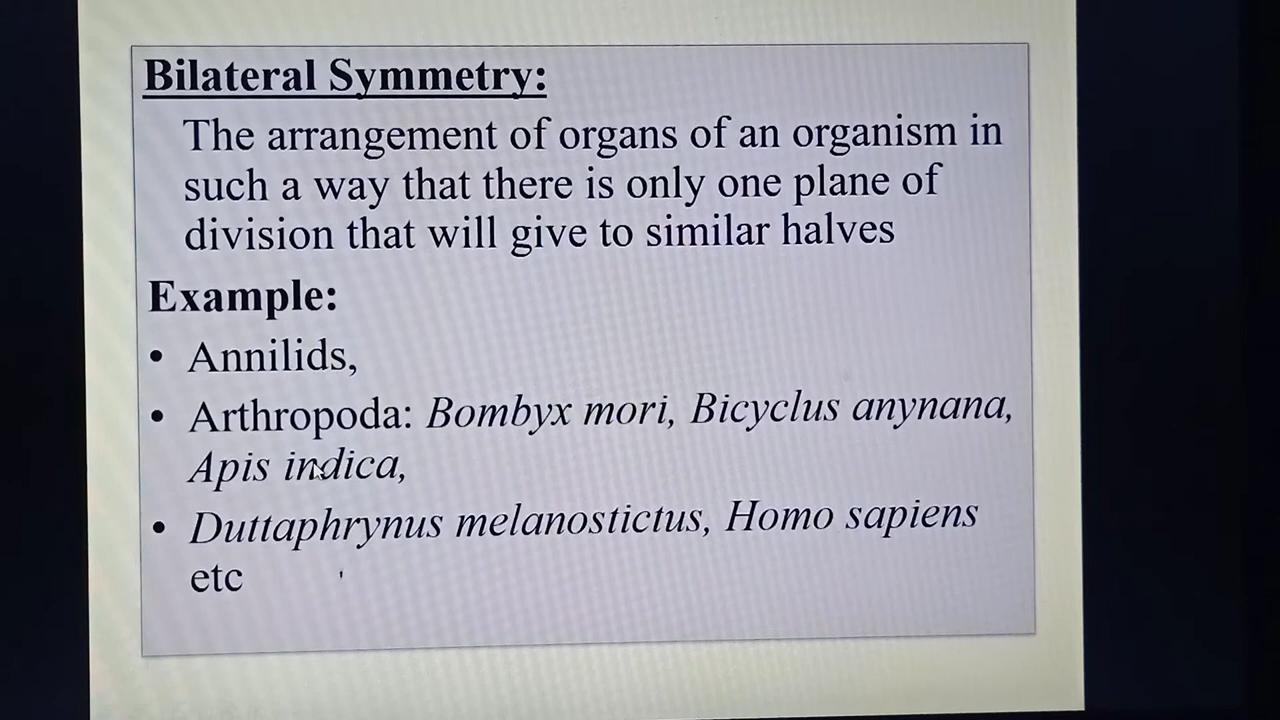 Bilateral Symmetry:
The arrangement of organs of an organism in
such a way that there is only one plane of
division that will give to similar halves
Example:
• Annilids,
• Arthropoda: Bombyx mori, Bicyclus anynana,
Apis indica,
• Duttaphrynus melanostictus, Homo sapiens
etc